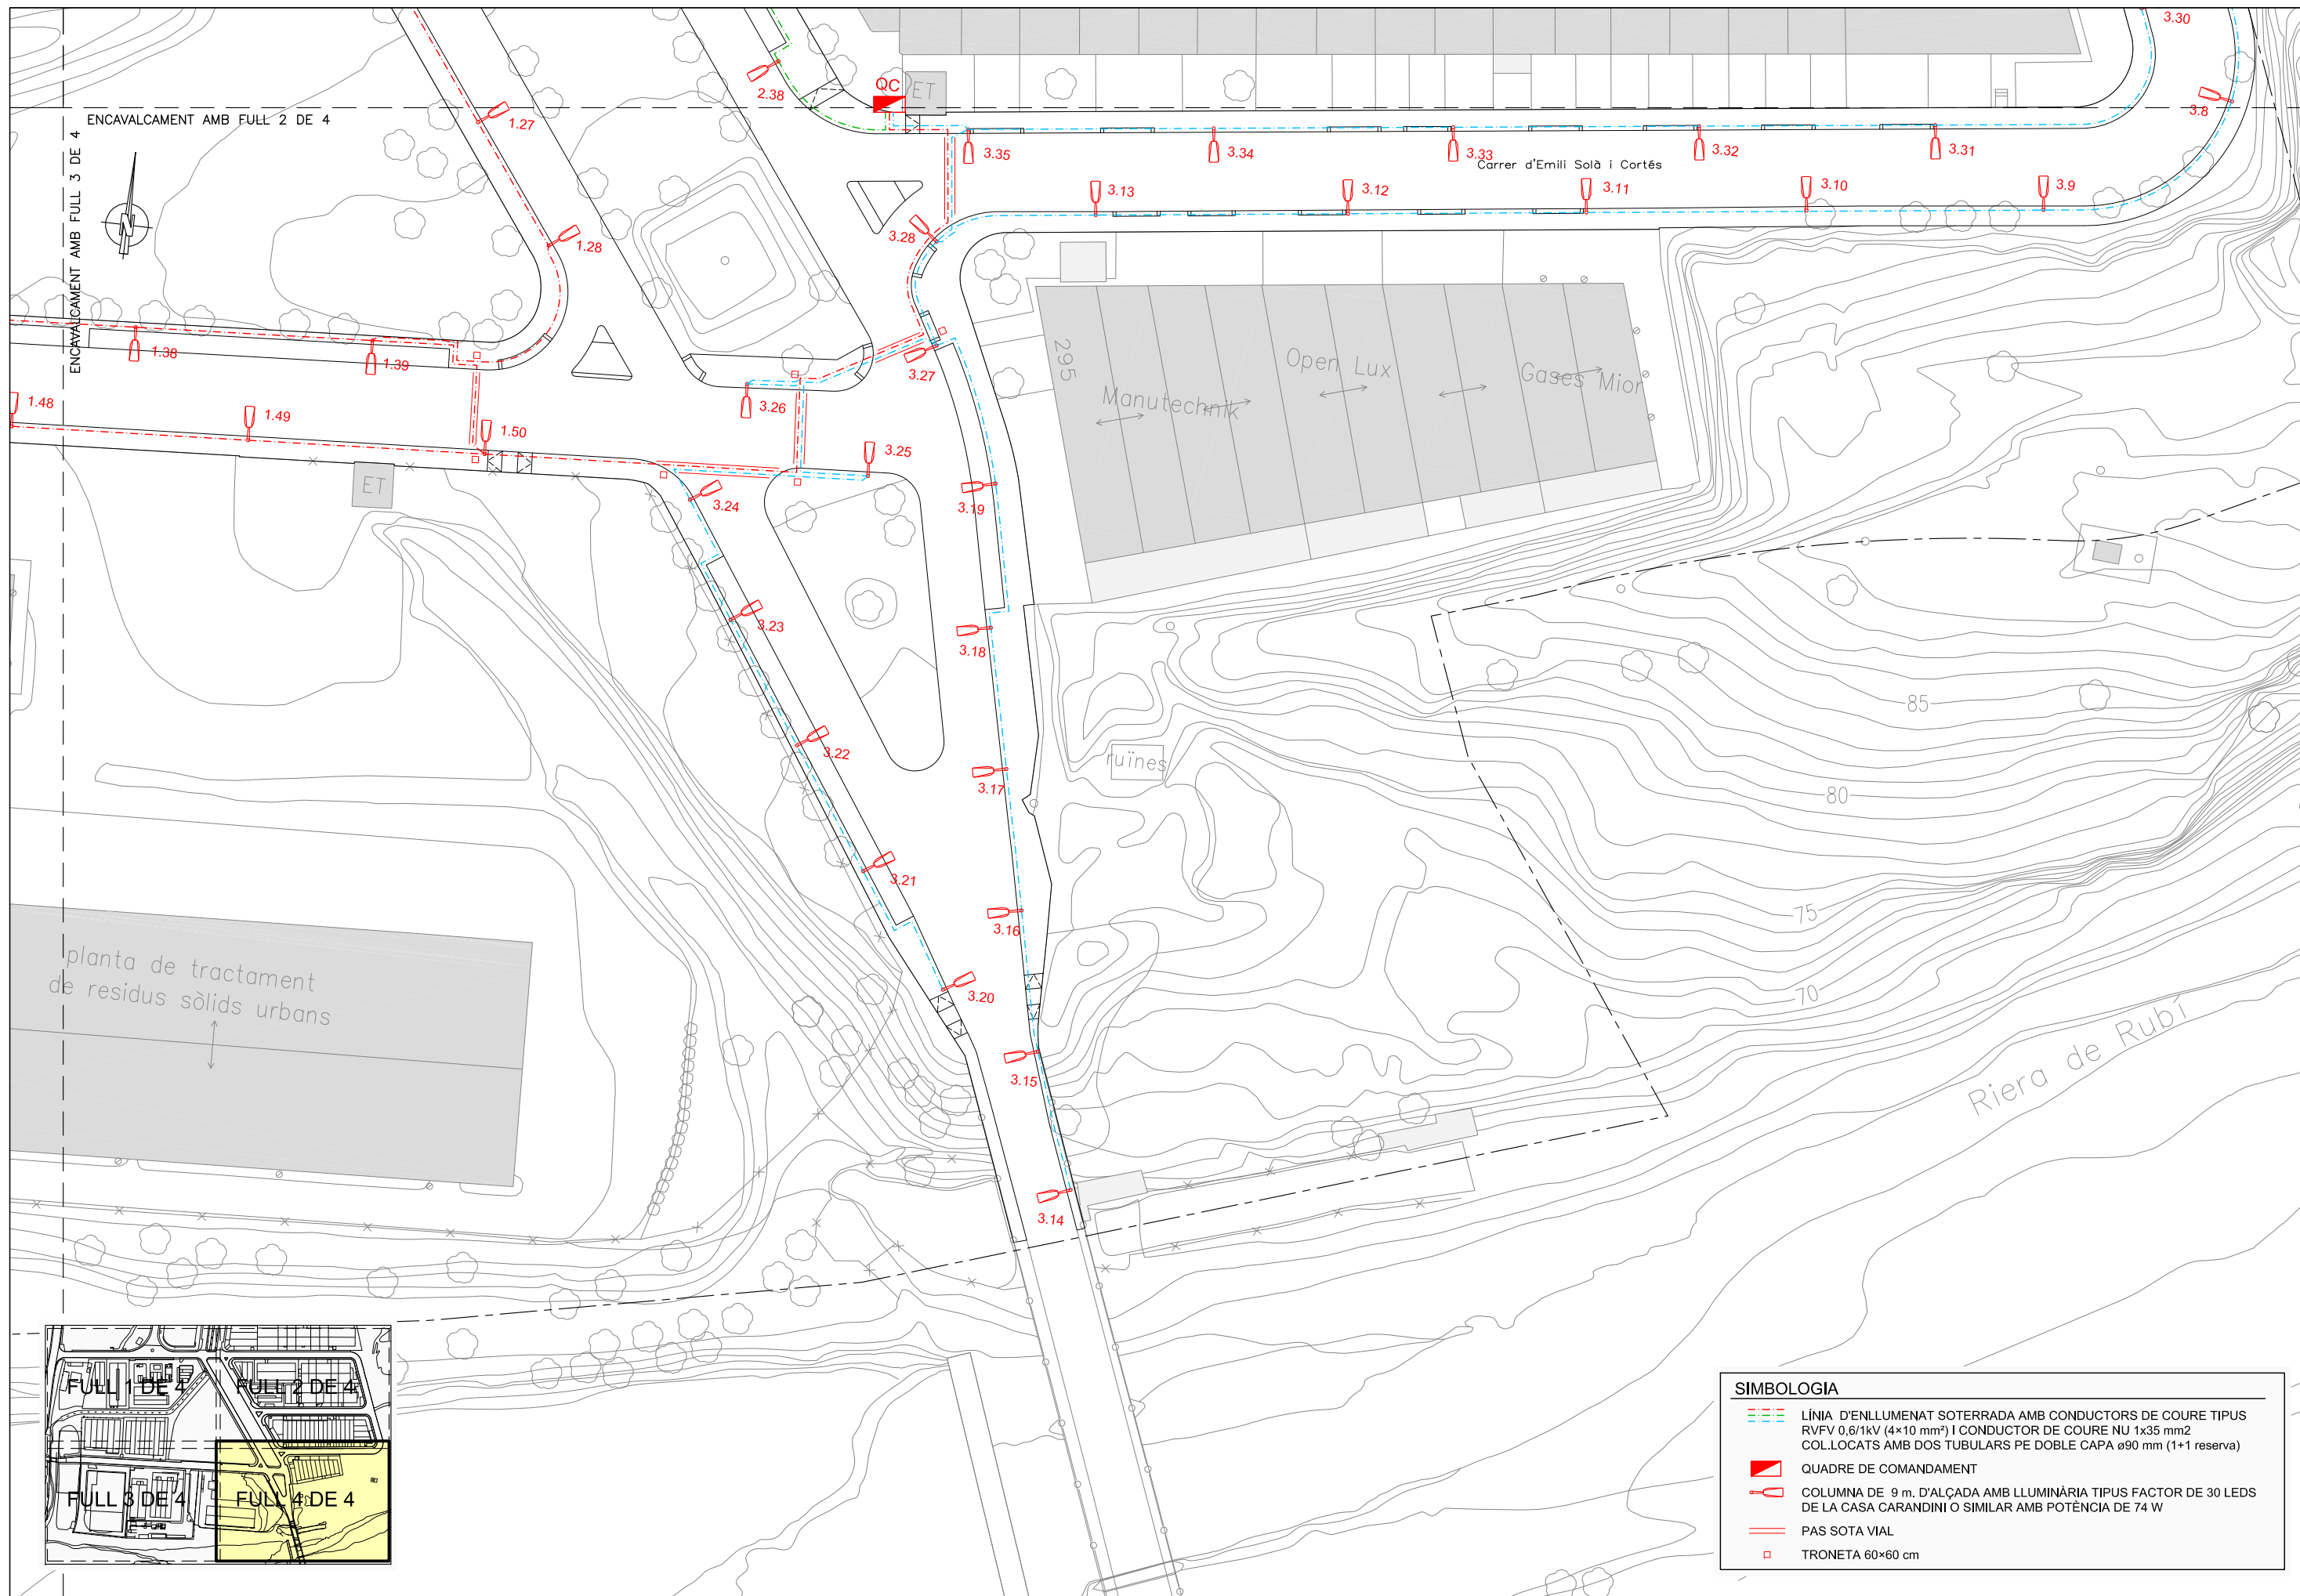 3.30
QC
ET
2.38
3.8
ENCAVALCAMENT AMB FULL 2 DE 4
1.27
ENCAVALCAMENT AMB FULL 3 DE 4
3.35
3.34
3.33
3.32
3.31
Carrer d'Emili Solà i Cortés
3.13
3.12
3.11
3.10
3.9
3.28
1.28
1.38
1.39
3.27
295
Manutechnik
Open Lux
Gases Mior
3.26
1.48
1.49
1.50
3.25
ET
3.24
3.19
3.23
3.18
85
3.22
ruïnes
3.17
80
3.21
75
3.16
planta de tractament
de residus sòlids urbans
3.20
70
3.15
Riera de Rubí
3.14
FULL 1 DE 4
FULL 2 DE 4
FULL 3 DE 4
FULL 4 DE 4
SIMBOLOGIA
LÍNIA D'ENLLUMENAT SOTERRADA AMB CONDUCTORS DE COURE TIPUS
RVFV 0,6/1kV (4×10 mm²) I CONDUCTOR DE COURE NU 1x35 mm2
COL.LOCATS AMB DOS TUBULARS PE DOBLE CAPA ø90 mm (1+1 reserva)
QUADRE DE COMANDAMENT
COLUMNA DE 9 m. D'ALÇADA AMB LLUMINÀRIA TIPUS FACTOR DE 30 LEDS
DE LA CASA CARANDINI O SIMILAR AMB POTÈNCIA DE 74 W
PAS SOTA VIAL
TRONETA 60×60 cm